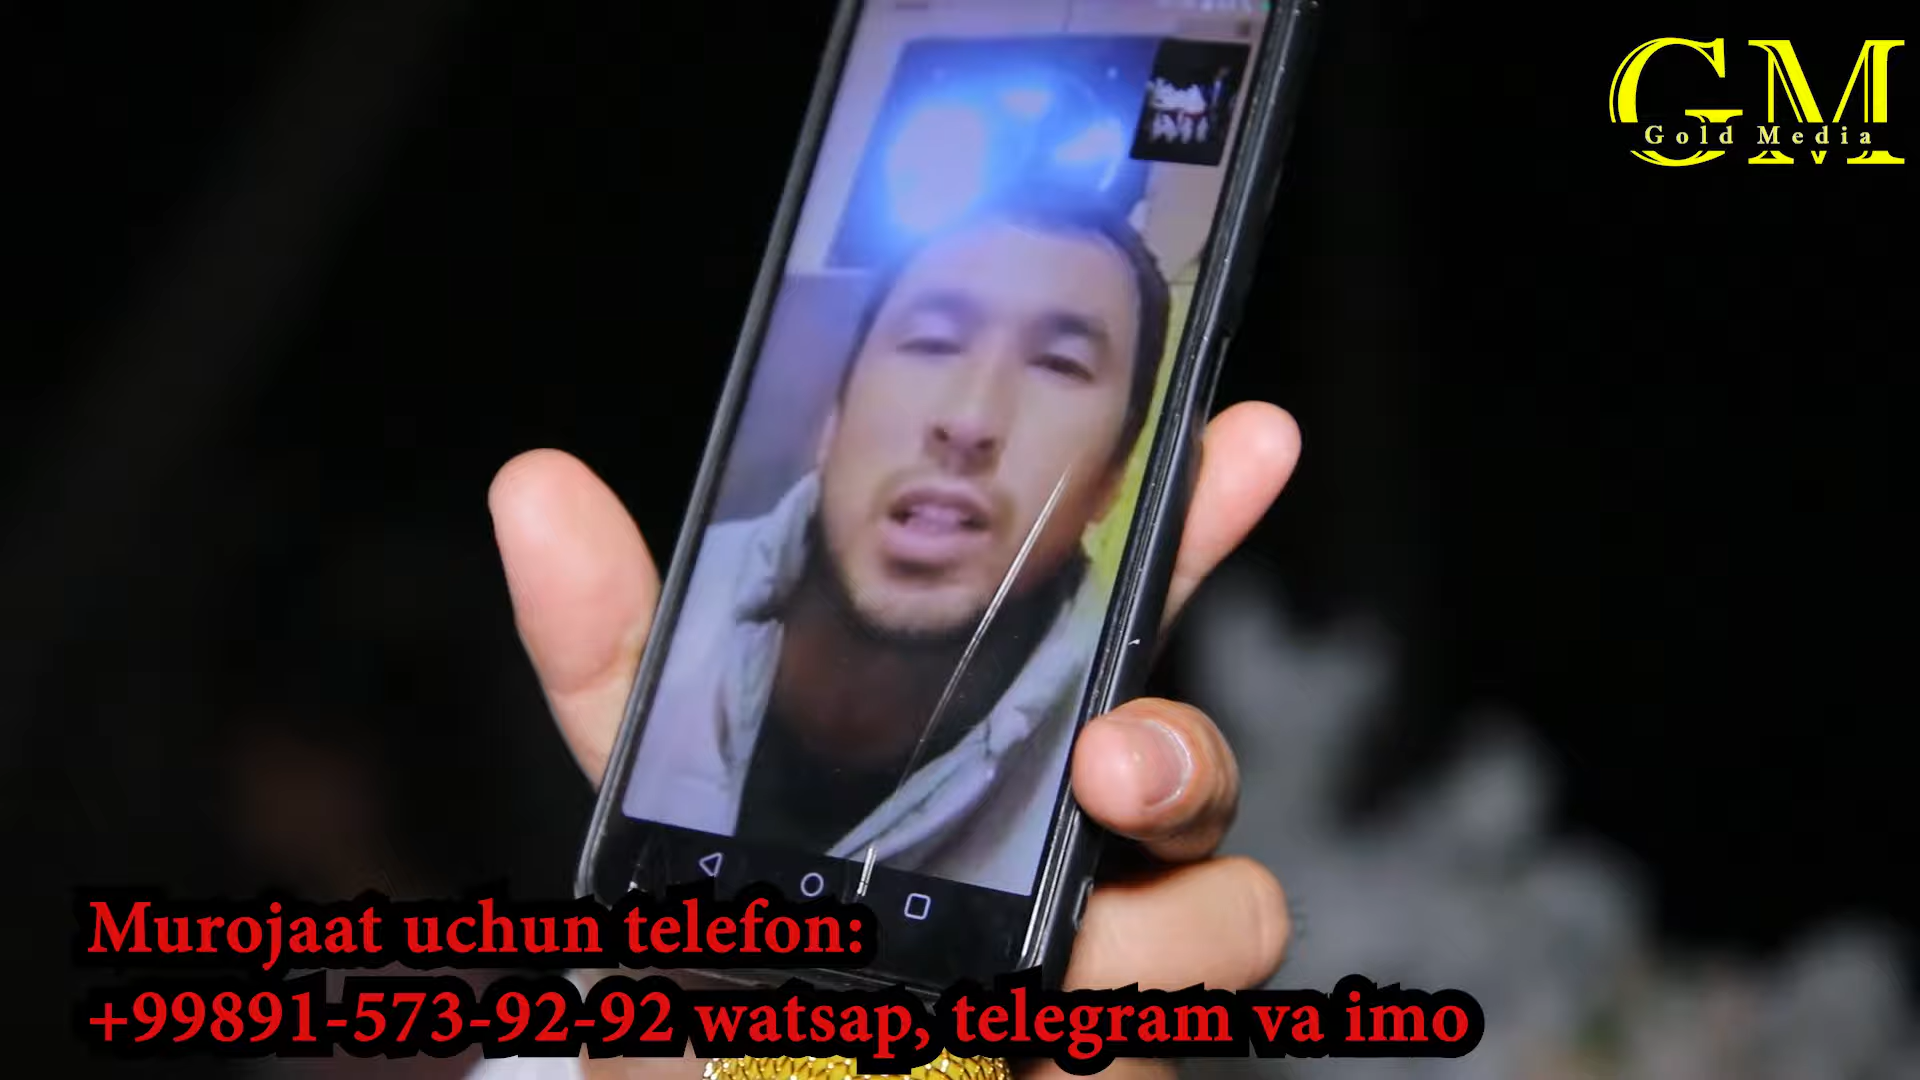 GM
Gold Media
Murojaat uchun telefon:
+99891-573-92-92 watsap, telegram va imo